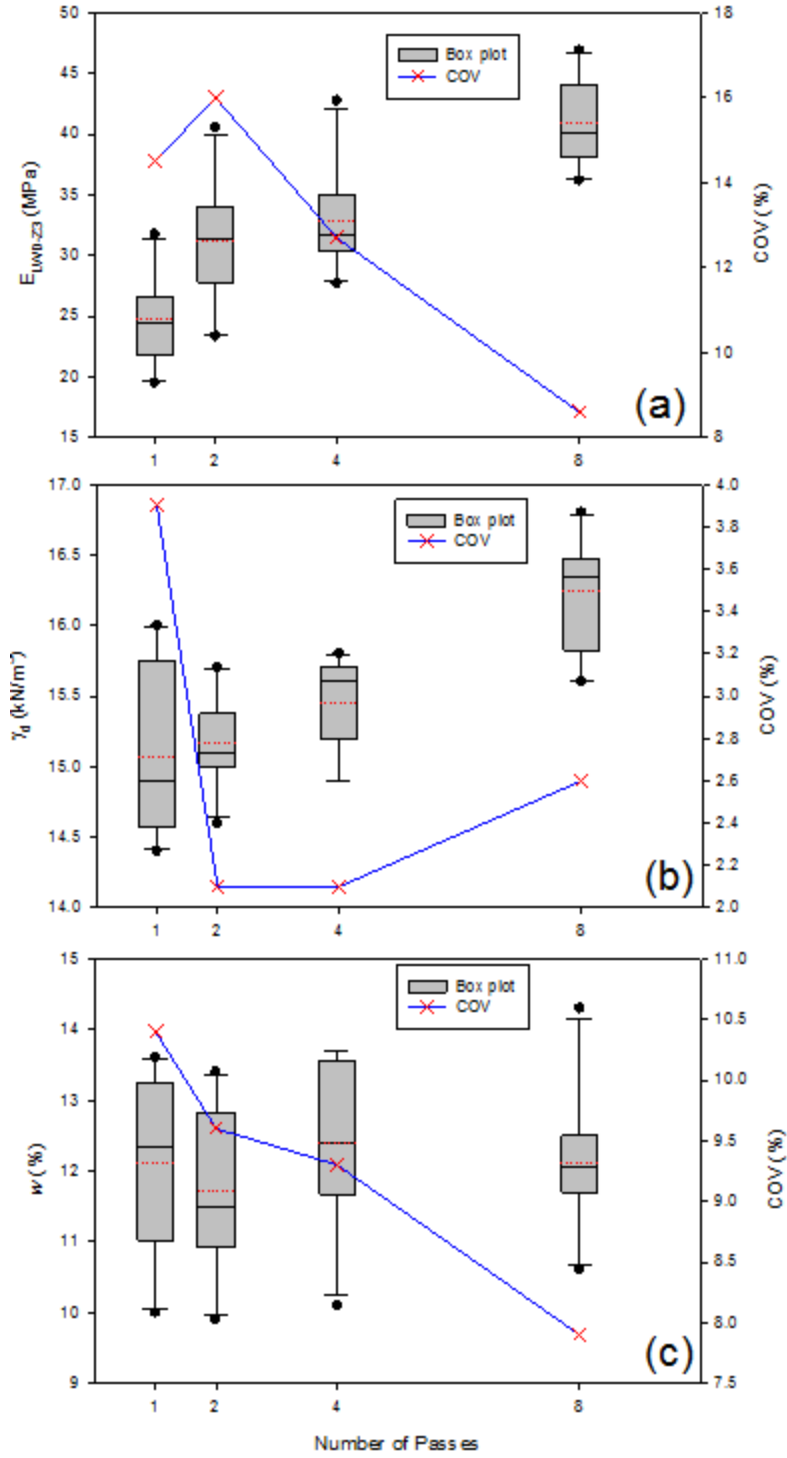 50
45
40
35
30
25
20
15
E_LWD-Z3 (MPa)
18
16
14
12
10
8
COV (%)
Box plot
COV
(a)
1 2 4 8
17.0
16.5
16.0
15.5
15.0
14.5
14.0
γ_d (kN/m³)
4.0
3.8
3.6
3.4
3.2
3.0
2.8
2.6
2.4
2.2
2.0
COV (%)
Box plot
COV
(b)
1 2 4 8
15
14
13
12
11
10
9
w (%)
11.0
10.5
10.0
9.5
9.0
8.5
8.0
7.5
COV (%)
Box plot
COV
(c)
1 2 4 8
Number of Passes